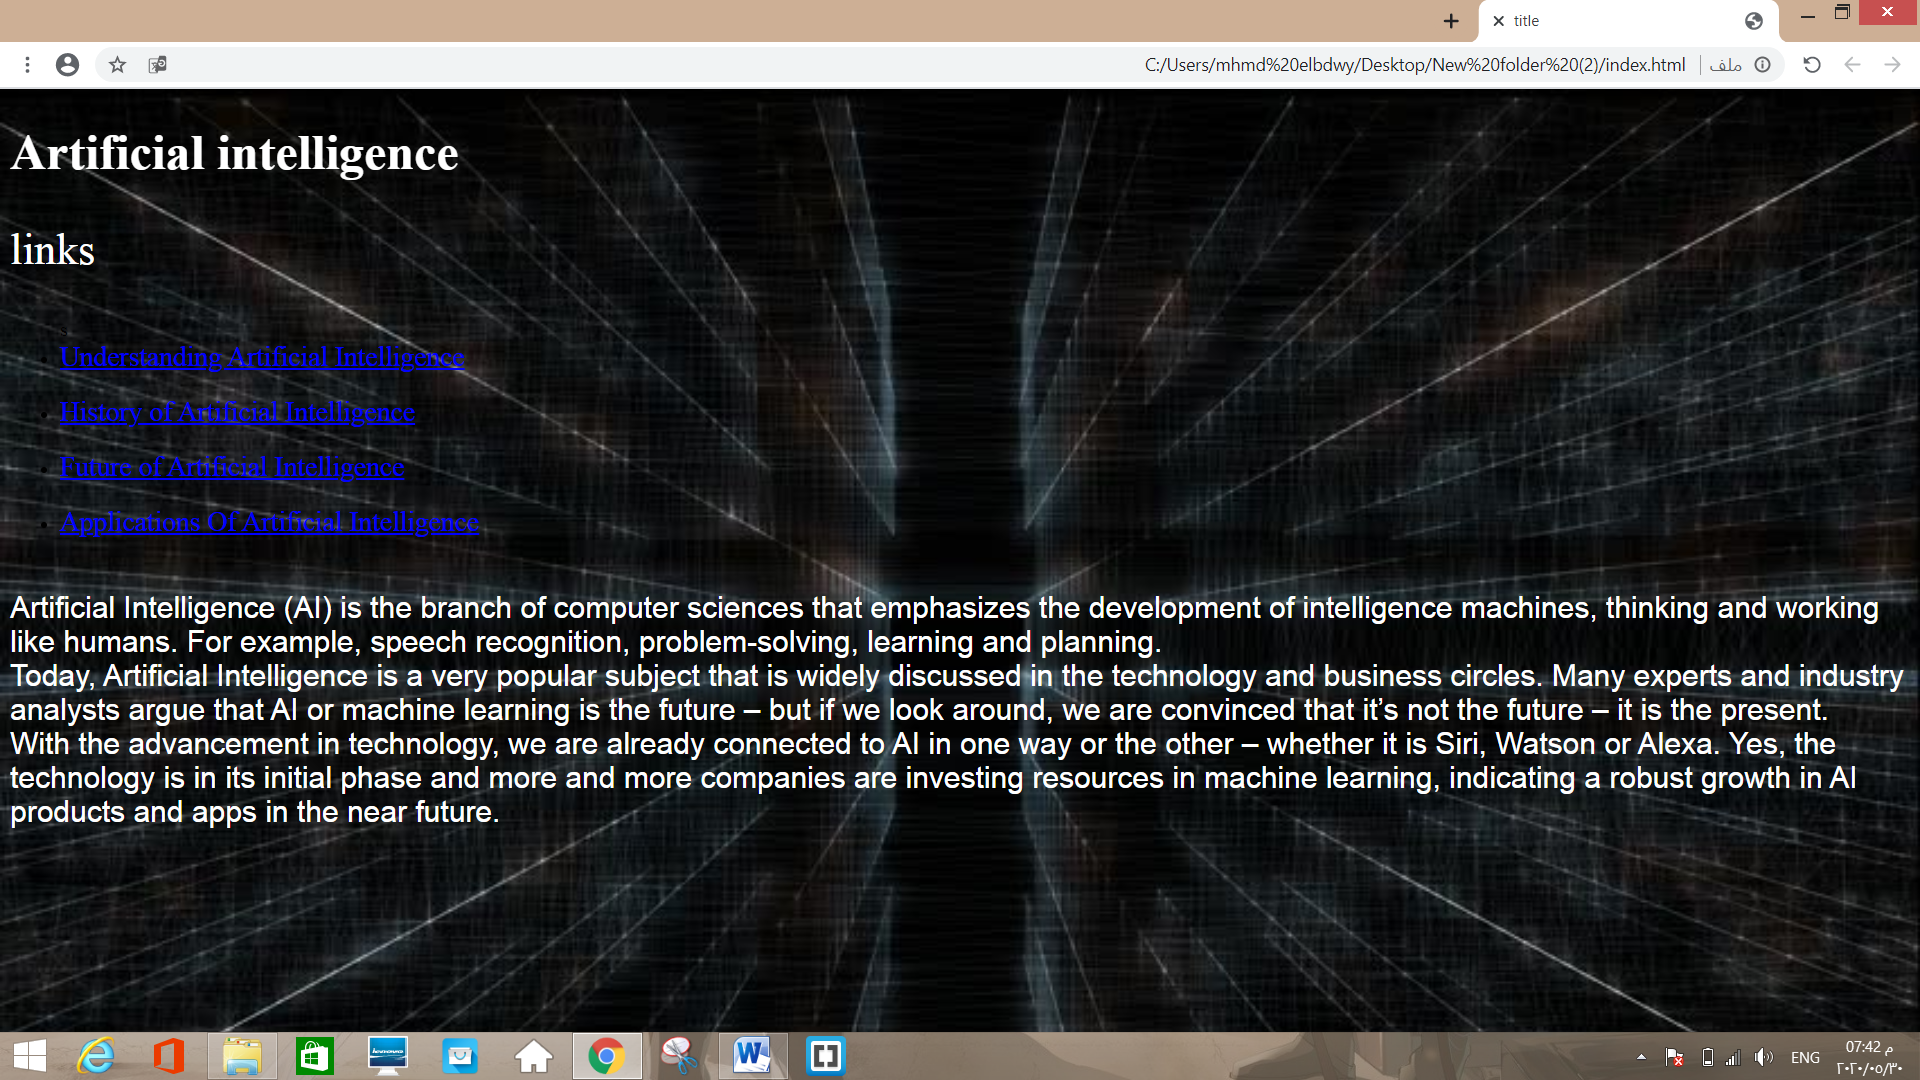 title
C:/Users/mhmd%20elbdwy/Desktop/New%20folder%20(2)/index.html | ملف
Artificial intelligence
links
Understanding Artificial Intelligence
History of Artificial Intelligence
Future of Artificial Intelligence
Applications Of Artificial Intelligence
Artificial Intelligence (AI) is the branch of computer sciences that emphasizes the development of intelligence machines, thinking and working
like humans. For example, speech recognition, problem-solving, learning and planning.
Today, Artificial Intelligence is a very popular subject that is widely discussed in the technology and business circles. Many experts and industry
analysts argue that AI or machine learning is the future – but if we look around, we are convinced that it’s not the future – it is the present.
With the advancement in technology, we are already connected to AI in one way or the other – whether it is Siri, Watson or Alexa. Yes, the
technology is in its initial phase and more and more companies are investing resources in machine learning, indicating a robust growth in AI
products and apps in the near future.
ENG
07:42 م
٢٠٢٠/٠٥/٣٠